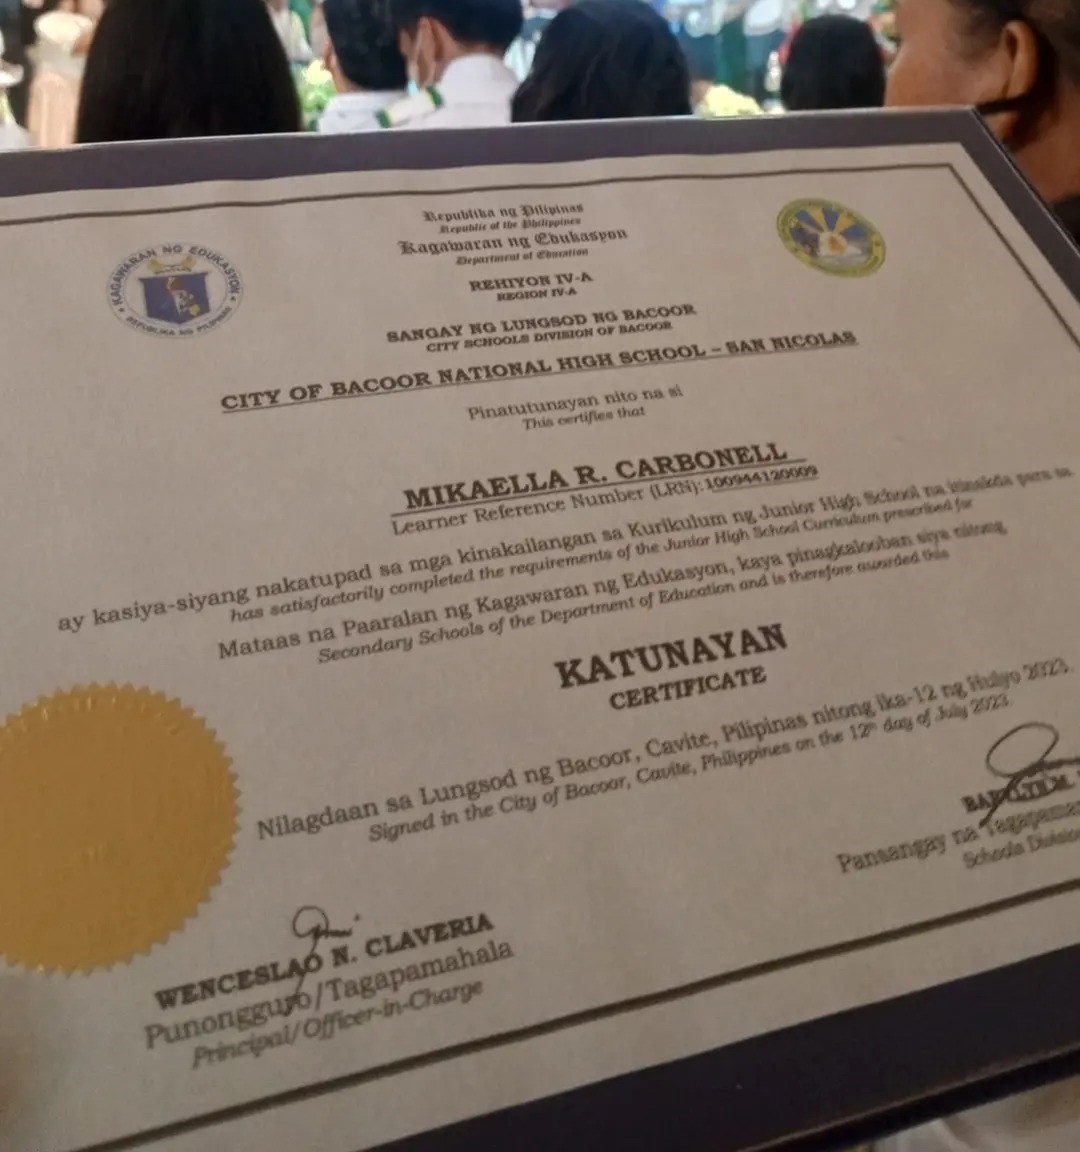 Republika ng Pilipinas
Republic of the Philippines
Kagawaran ng Edukasyon
Department of Education
KAGAWARAN NG EDUKASYON
REPUBLIKA NG PILIPINAS
REHIYON IV-A
REGION IV-A
SANGAY NG LUNGSOD NG BACOOR
CITY SCHOOLS DIVISION OF BACOOR
CITY OF BACOOR NATIONAL HIGH SCHOOL – SAN NICOLAS
Pinatutunayan nito na si
This certifies that
MIKAELLA R. CARBONELL
Learner Reference Number (LRN): 100944120009
ay kasiya-siyang nakatupad sa mga kinakailangan sa Kurikulum ng Junior High School na itinakda para sa
has satisfactorily completed the requirements of the Junior High School Curriculum prescribed for
Mataas na Paaralan ng Kagawaran ng Edukasyon, kaya pinagkalooban siya nitong
Secondary Schools of the Department of Education and is therefore awarded this
KATUNAYAN
CERTIFICATE
Nilagdaan sa Lungsod ng Bacoor, Cavite, Pilipinas nitong ika-12 ng Hulyo 2023.
Signed in the City of Bacoor, Cavite, Philippines on the 12th day of July 2023.
Pansangay na
Schools Division
WENCESLAO N. CLAVERIA
Punongguro/Tagapamahala
Principal/Officer-in-Charge